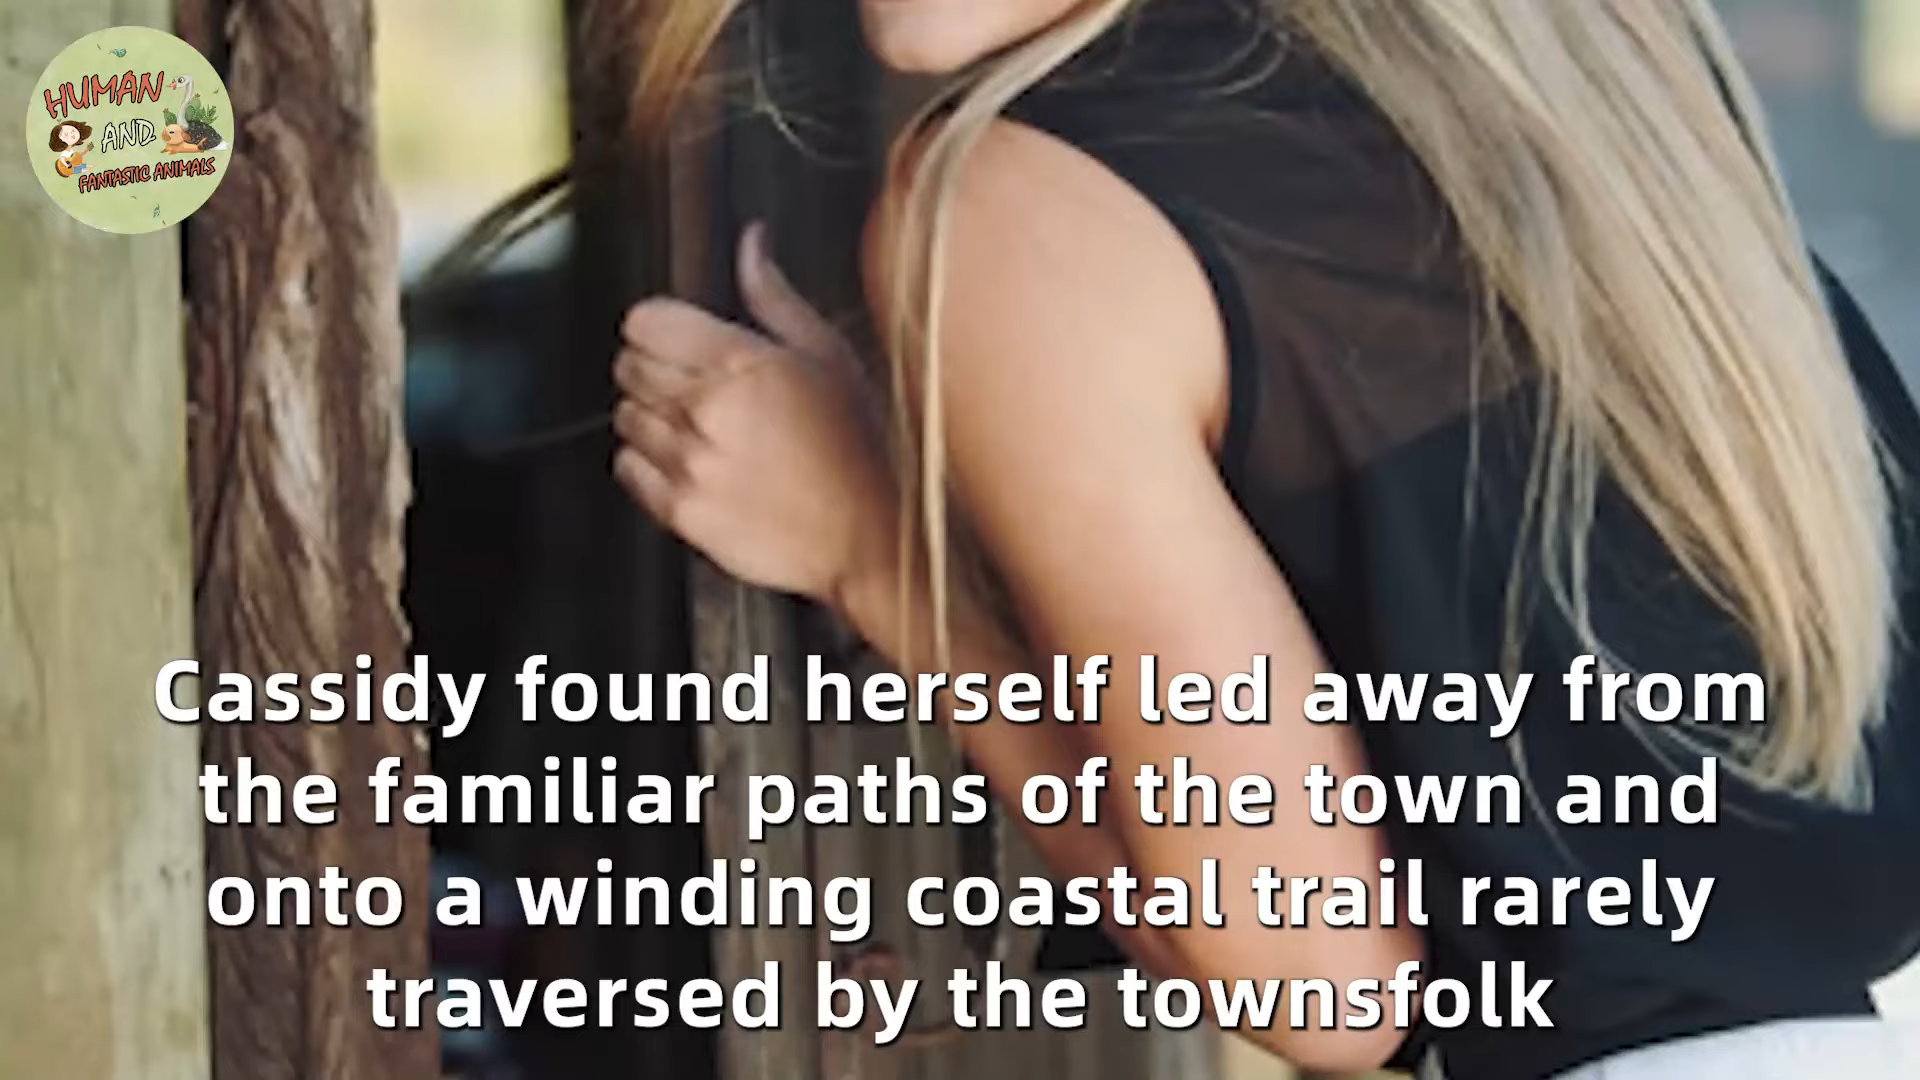 HUMAN
AND
FANTASTIC ANIMALS
Cassidy found herself led away from
the familiar paths of the town and
onto a winding coastal trail rarely
traversed by the townsfolk